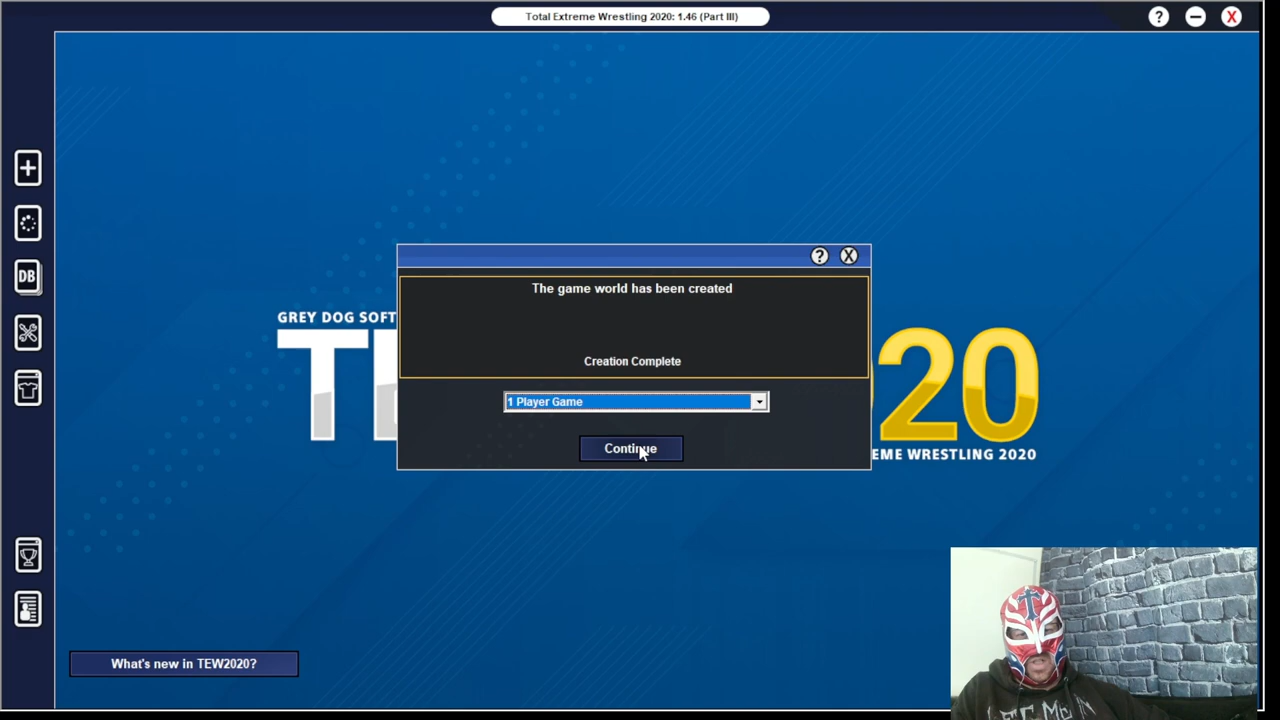 Total Extreme Wrestling 2020: 1.46 (Part III)
?
X
DB
? X
The game world has been created
Creation Complete
1 Player Game
Continue
GREY DOG SOFT
TE
20
EME WRESTLING 2020
What's new in TEW2020?